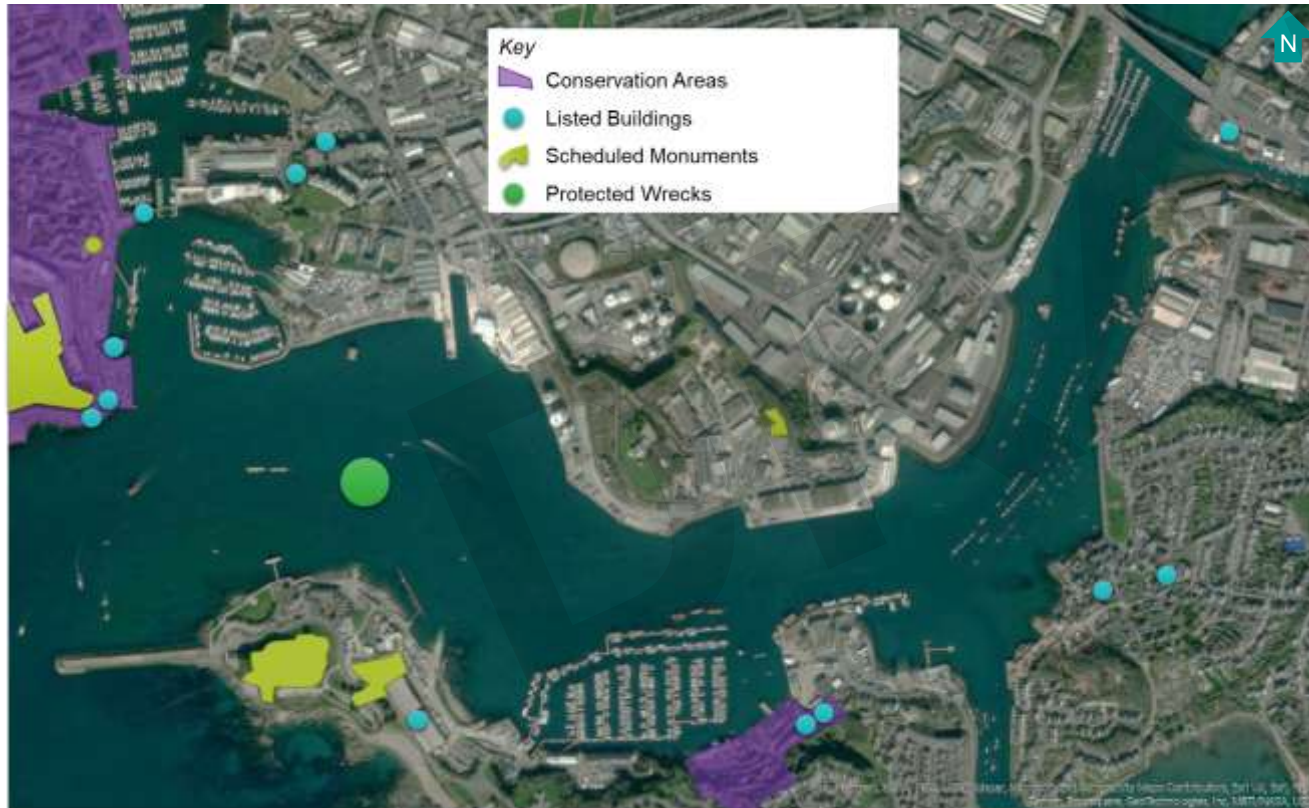 Key
Conservation Areas
Listed Buildings
Scheduled Monuments
Protected Wrecks
N